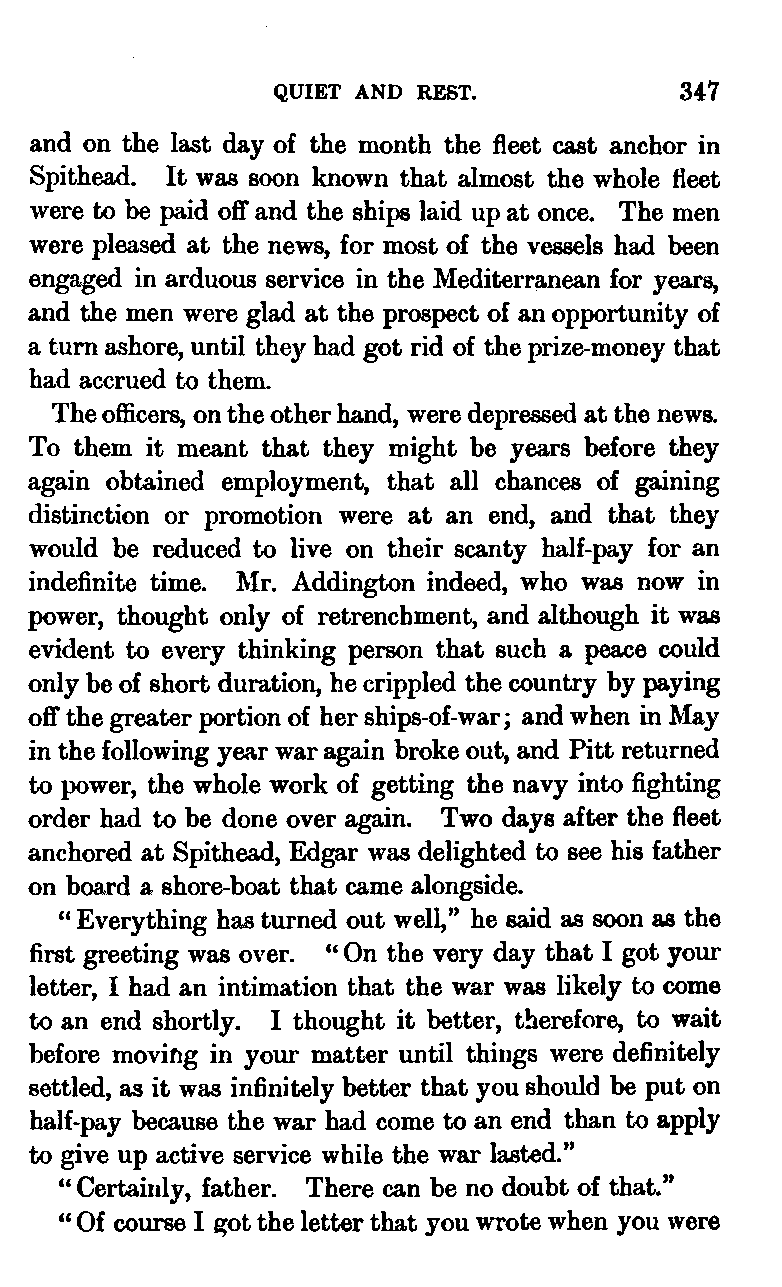 QUIET AND REST. 347
and on the last day of the month the fleet cast anchor in
Spithead. It was soon known that almost the whole fleet
were to be paid off and the ships laid up at once. The men
were pleased at the news, for most of the vessels had been
engaged in arduous service in the Mediterranean for years,
and the men were glad at the prospect of an opportunity of
a turn ashore, until they had got rid of the prize-money that
had accrued to them.
The officers, on the other hand, were depressed at the news.
To them it meant that they might be years before they
again obtained employment, that all chances of gaining
distinction or promotion were at an end, and that they
would be reduced to live on their scanty half-pay for an
indefinite time. Mr. Addington indeed, who was now in
power, thought only of retrenchment, and although it was
evident to every thinking person that such a peace could
only be of short duration, he crippled the country by paying
off the greater portion of her ships-of-war; and when in May
in the following year war again broke out, and Pitt returned
to power, the whole work of getting the navy into fighting
order had to be done over again. Two days after the fleet
anchored at Spithead, Edgar was delighted to see his father
on board a shore-boat that came alongside.
"Everything has turned out well," he said as soon as the
first greeting was over. "On the very day that I got your
letter, I had an intimation that the war was likely to come
to an end shortly. I thought it better, therefore, to wait
before moving in your matter until things were definitely
settled, as it was infinitely better that you should be put on
half-pay because the war had come to an end than to apply
to give up active service while the war lasted."
"Certainly, father. There can be no doubt of that."
"Of course I got the letter that you wrote when you were